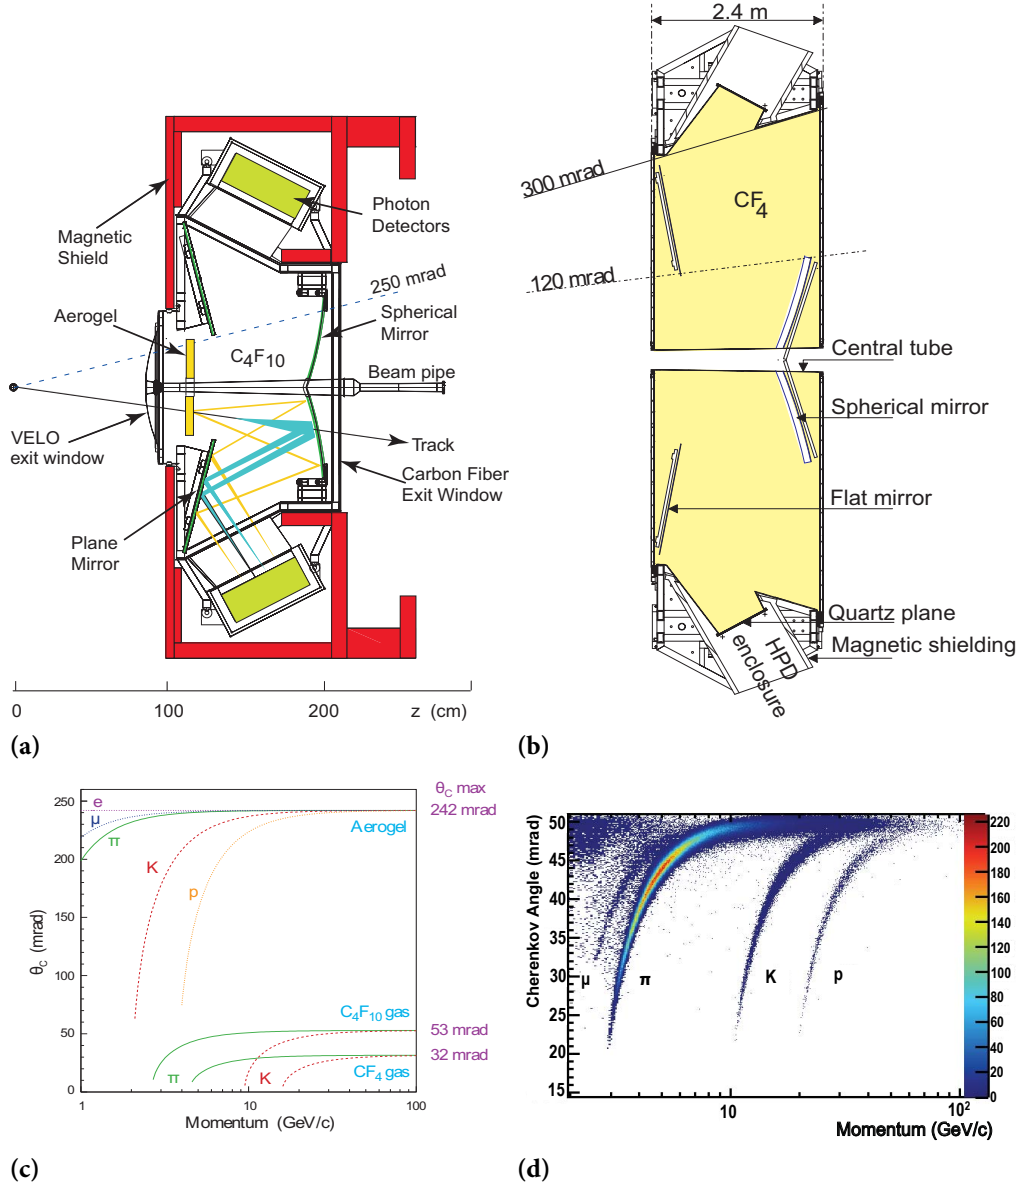 Magnetic
Shield
Aerogel
VELO
exit window
Plane
Mirror
Photon
Detectors
250 mrad
Spherical
Mirror
C4F10
Beam pipe
Track
Carbon Fiber
Exit Window
0
100
200
z (cm)
(a)
2.4 m
300 mrad
CF4
120 mrad
Central tube
Spherical mirror
Flat mirror
Quartz plane
Magnetic shielding
HPD
enclosure
(b)
θC (mrad)
250
200
150
100
50
0
1
10
100
Momentum (GeV/c)
e
μ
π
K
p
Aerogel
C4F10 gas
π
K
CF4 gas
θC max
242 mrad
53 mrad
32 mrad
(c)
Cherenkov Angle (mrad)
50
45
40
35
30
25
20
15
μ
π
K
p
10
10²
Momentum (GeV/c)
220
200
180
160
140
120
100
80
60
40
20
0
(d)